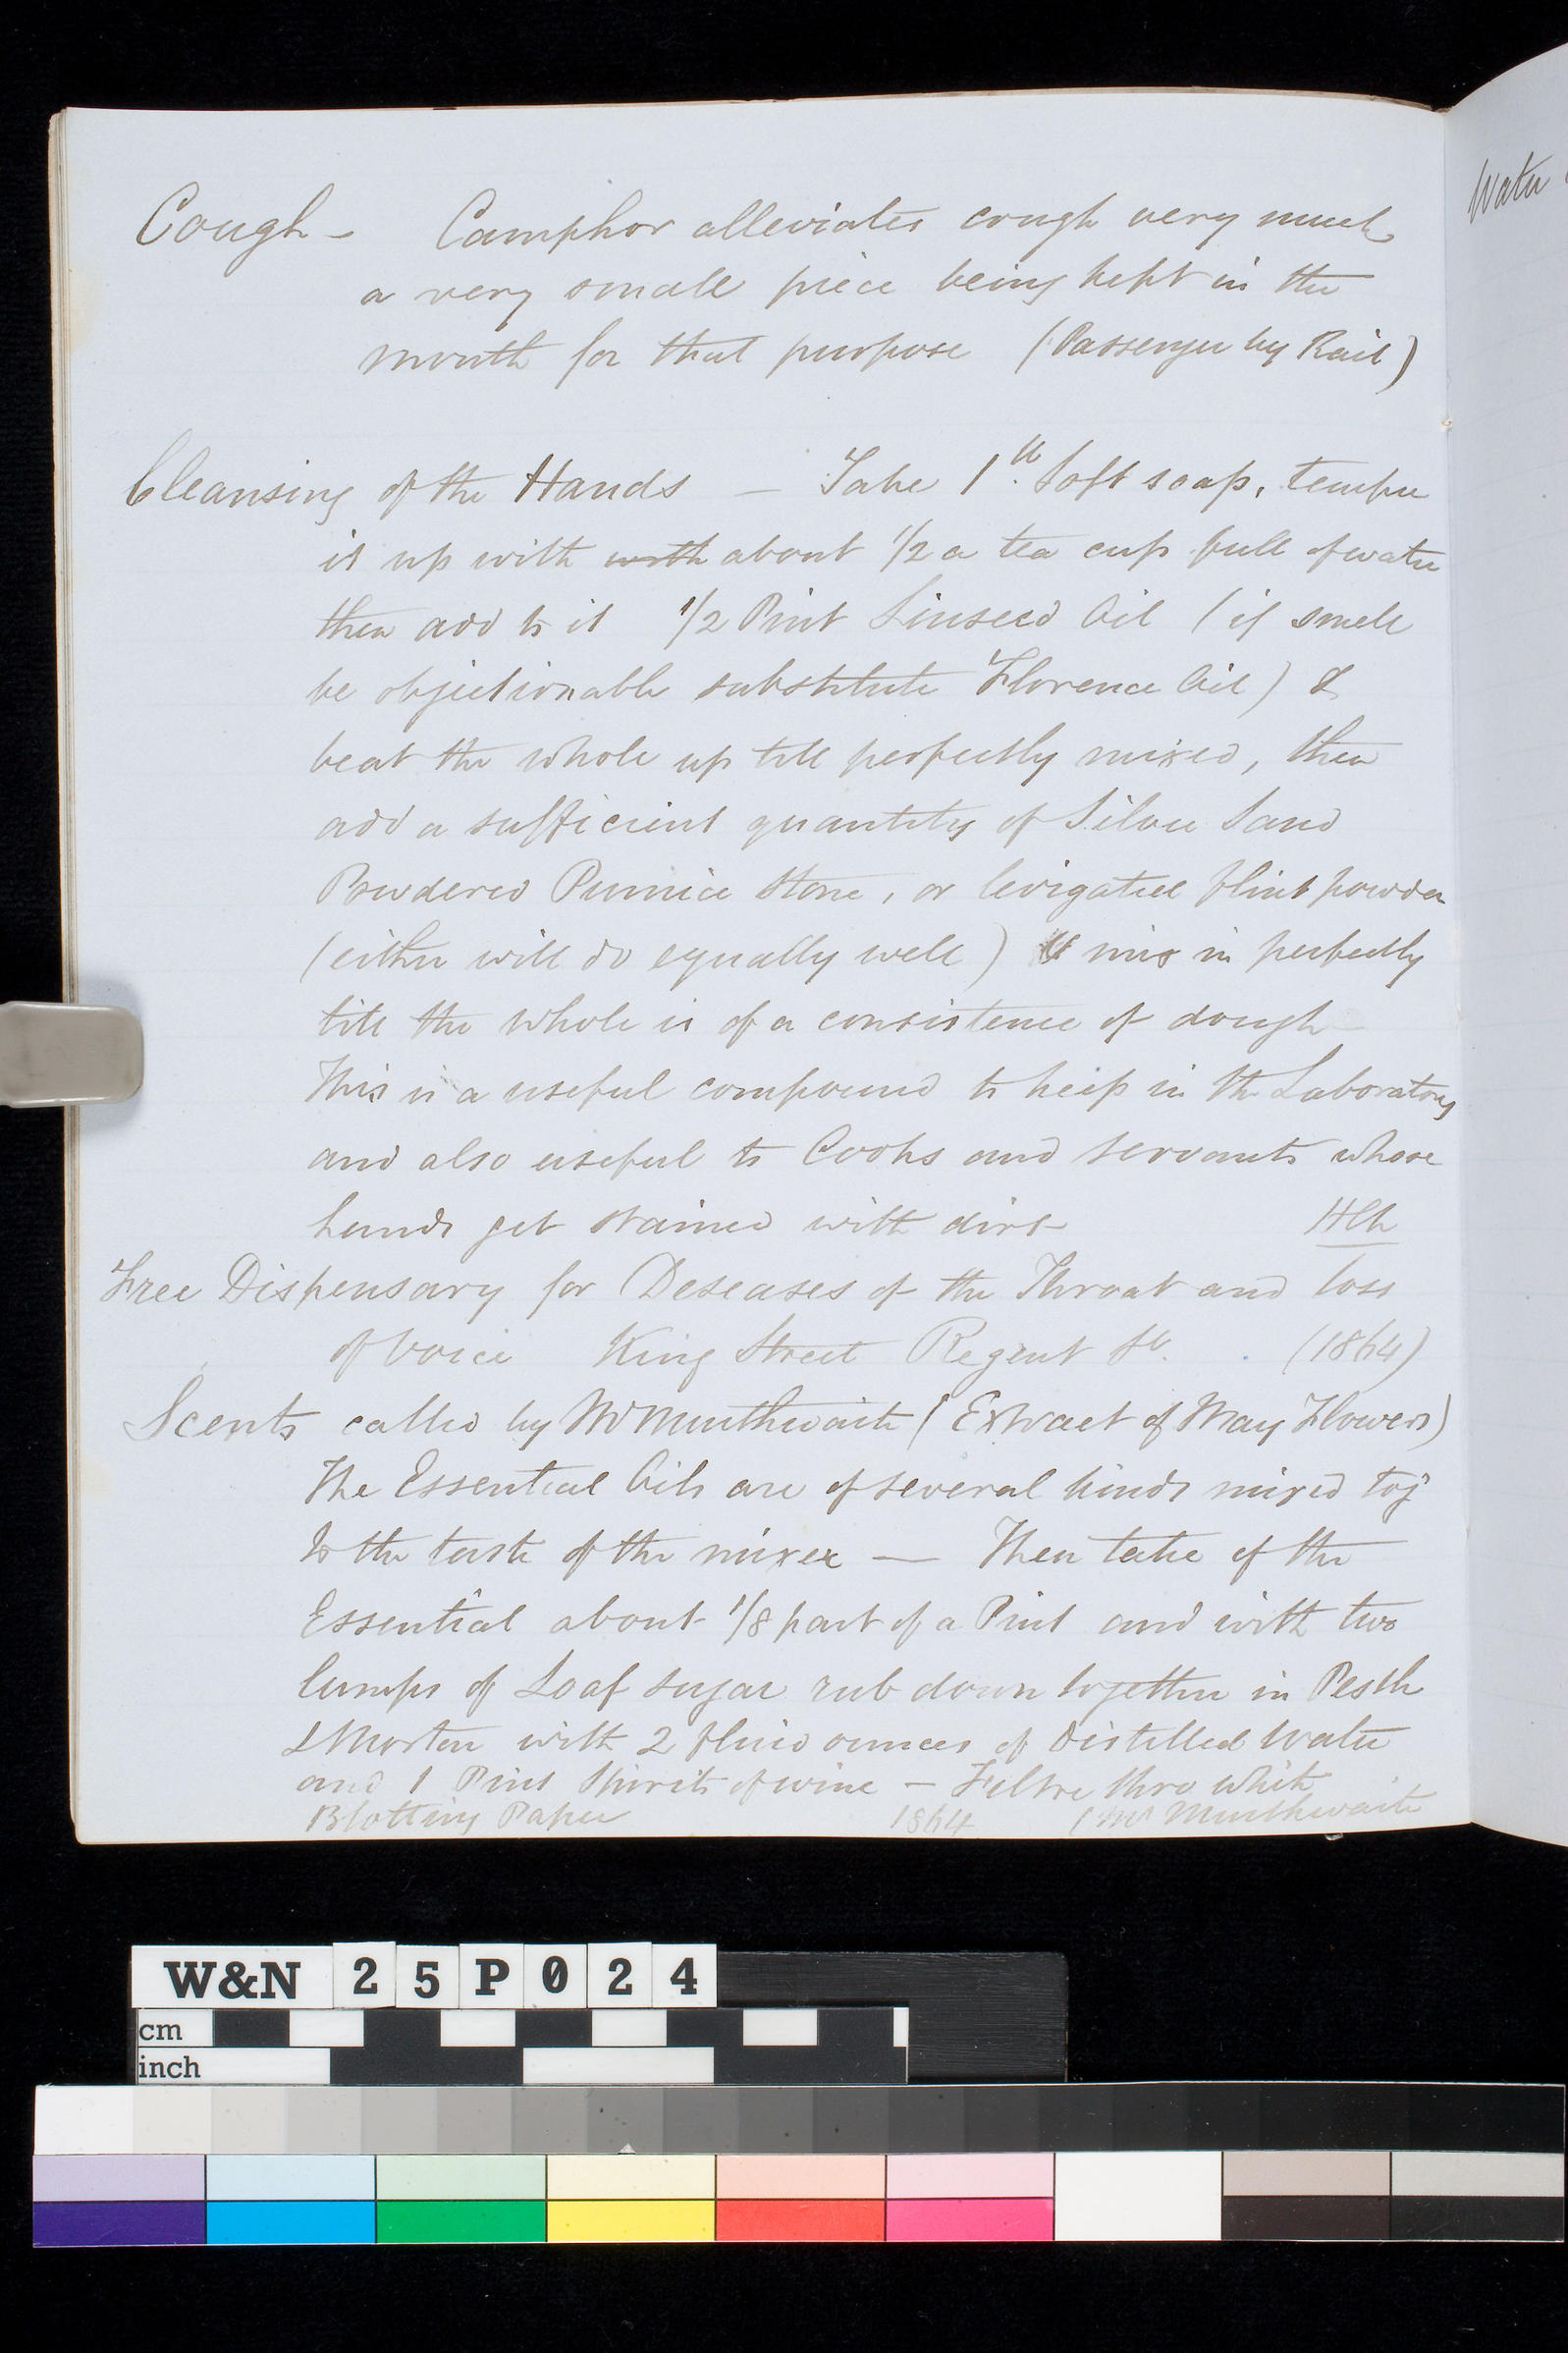 Cough – Camphor alleviates cough very much
a very small piece being kept in the
mouth for that purpose (Passenger by Rail)
Cleansing of the Hands – Take 1 lb. Soft soap, temper
it up with with about 1/2 a tea cup full of water
then add to it 1/2 Pint Linseed Oil (if smell
be objectionable substitute Florence Oil) &
beat the whole up till perfectly mixed, then
add a sufficient quantity of Silver Sand
Powdered Pumice Stone, or levigated flint powder
(either will do equally well) & mix in perfectly
till the whole is of a consistence of dough –
This is a useful compound to keep in the Laboratory
and also useful to Cooks and servants whose
hands get stained with dirt
Free Dispensary for Deseases of the Throat and loss
of voice King Street Regent St. (1864)
Scents called by Mr Murthwaite (Extract of May Flowers)
The Essential Oils are of several kinds mixed tog
to the taste of the mixer — Then take of the
Essential about 1/8 part of a Pint and with two
lumps of Loaf sugar rub down together in Pestle
& Morter with 2 fluid ounces of Distilled Water
and 1 Pint Spirits of wine – Filtre thro white
Blotting Paper 1864 (Mr Murthwaite
Water
W&N 25P024
cm
inch